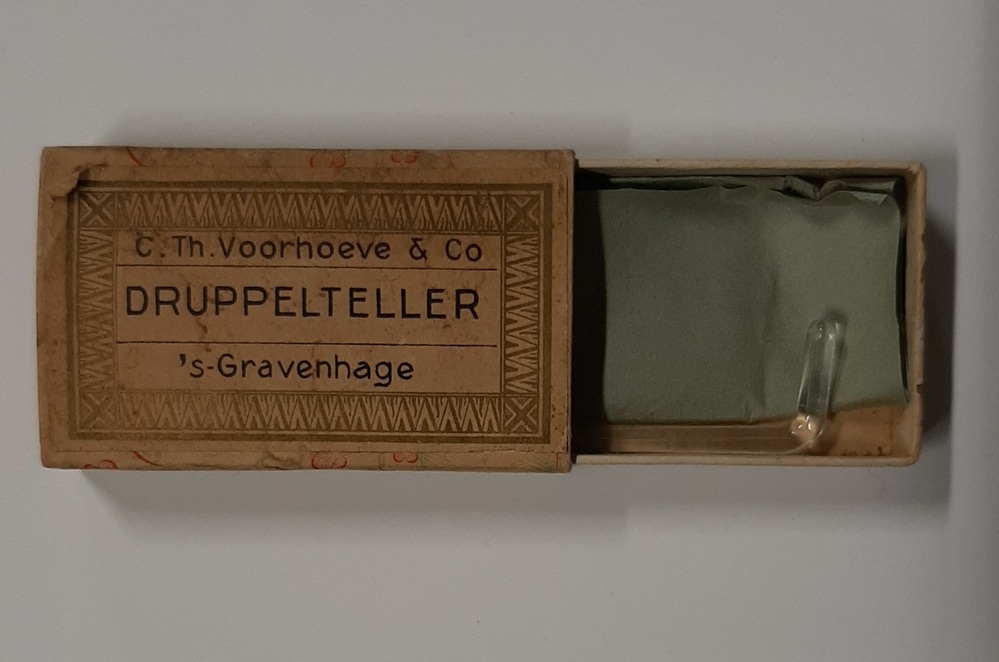 C. Th. Voorhoeve & Co
DRUPPELTELLER
's-Gravenhage